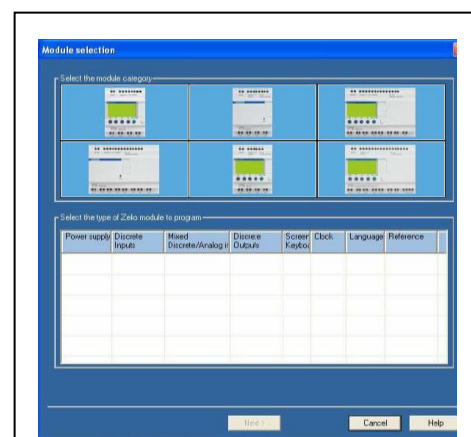 Module selection
Select the module category
Select the type of Zelio module to program
Power supply Discrete Inputs Mixed Discrete/Analog in Discrete Outputs Screen Keyboa Clock Language Reference
Next >
Cancel
Help